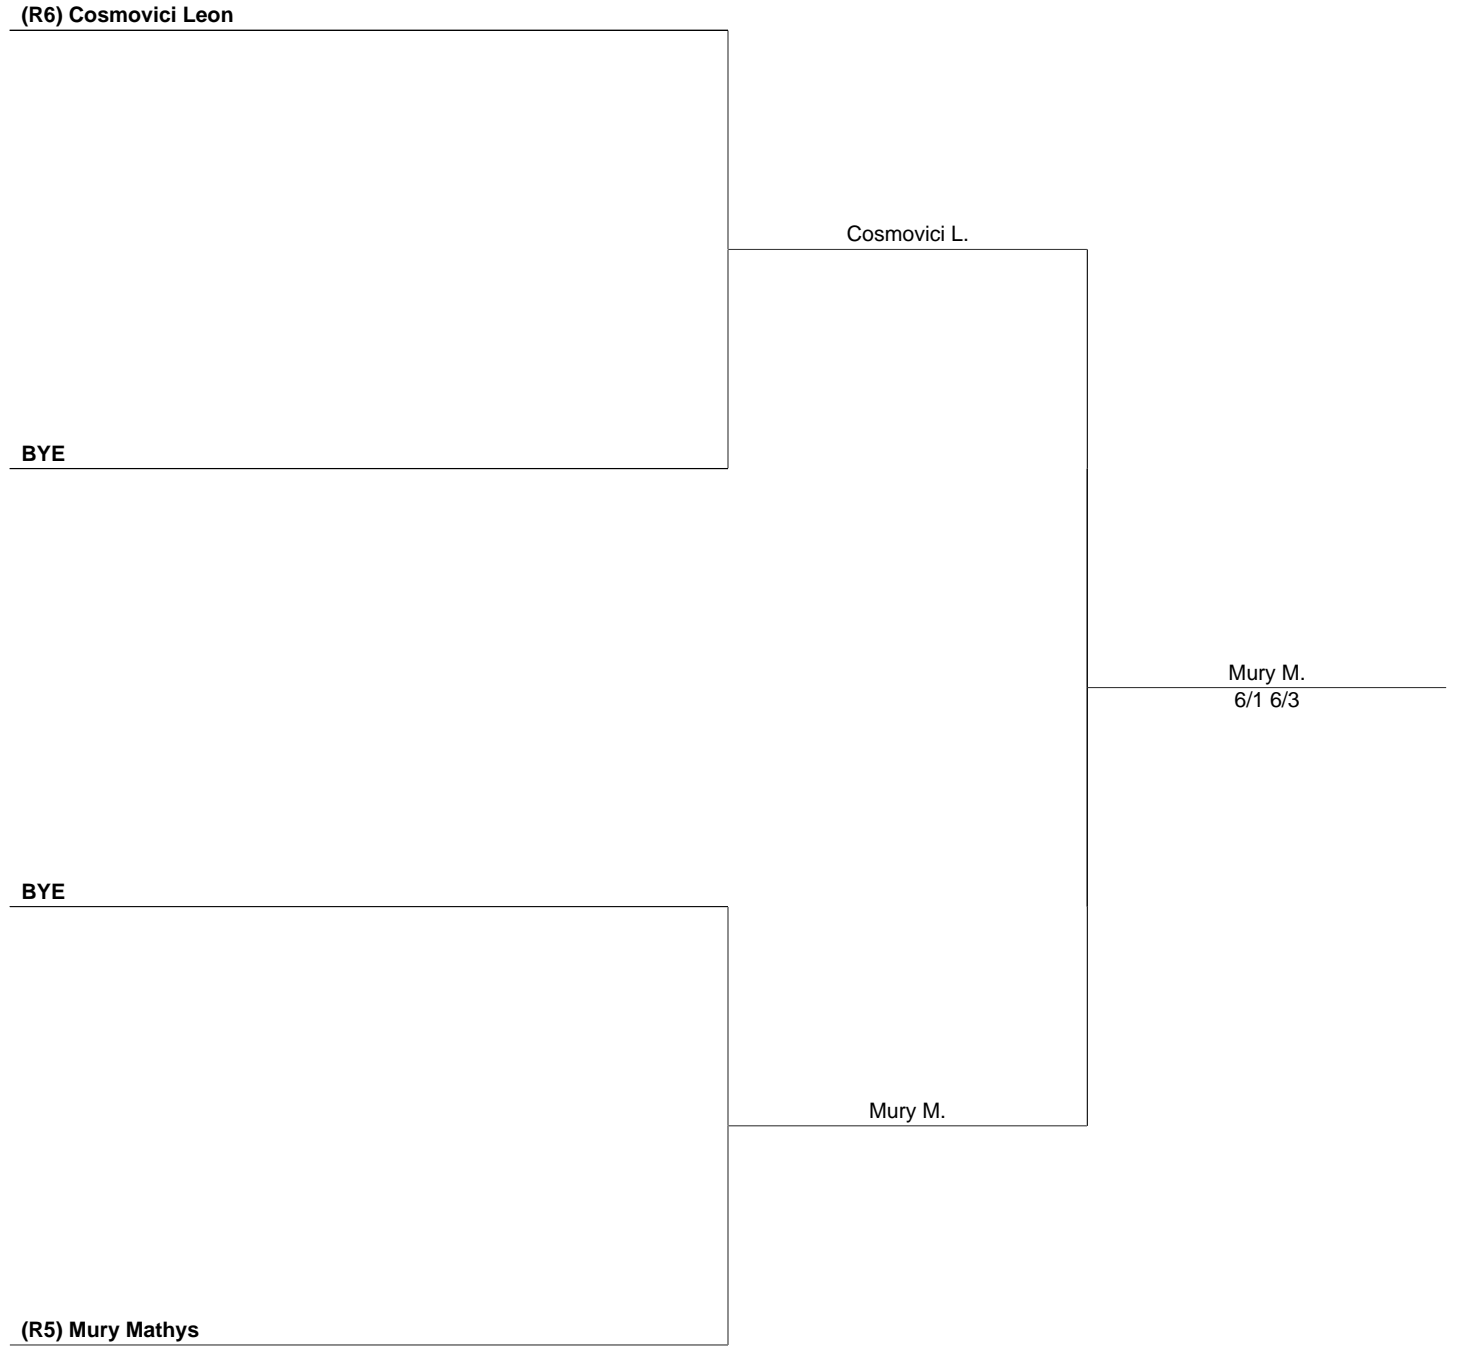 (R6) Cosmovici Leon
Cosmovici L.
BYE
Mury M.
6/1 6/3
BYE
Mury M.
(R5) Mury Mathys